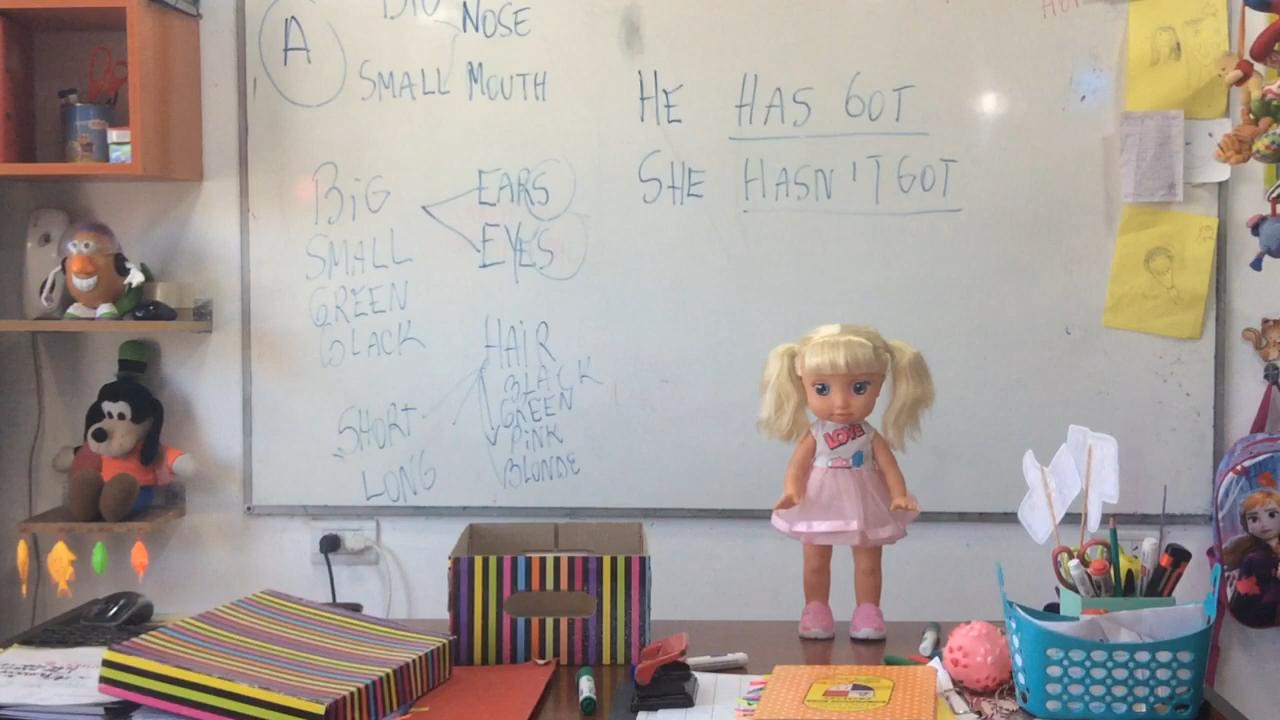 A
BIG
NOSE
SMALL MOUTH
HE HAS GOT
SHE HASN'T GOT
BIG
SMALL
GREEN
BLACK
EARS
EYES
HAIR
BLACK
GREEN
PINK
BLONDE
SHORT
LONG
LOVE